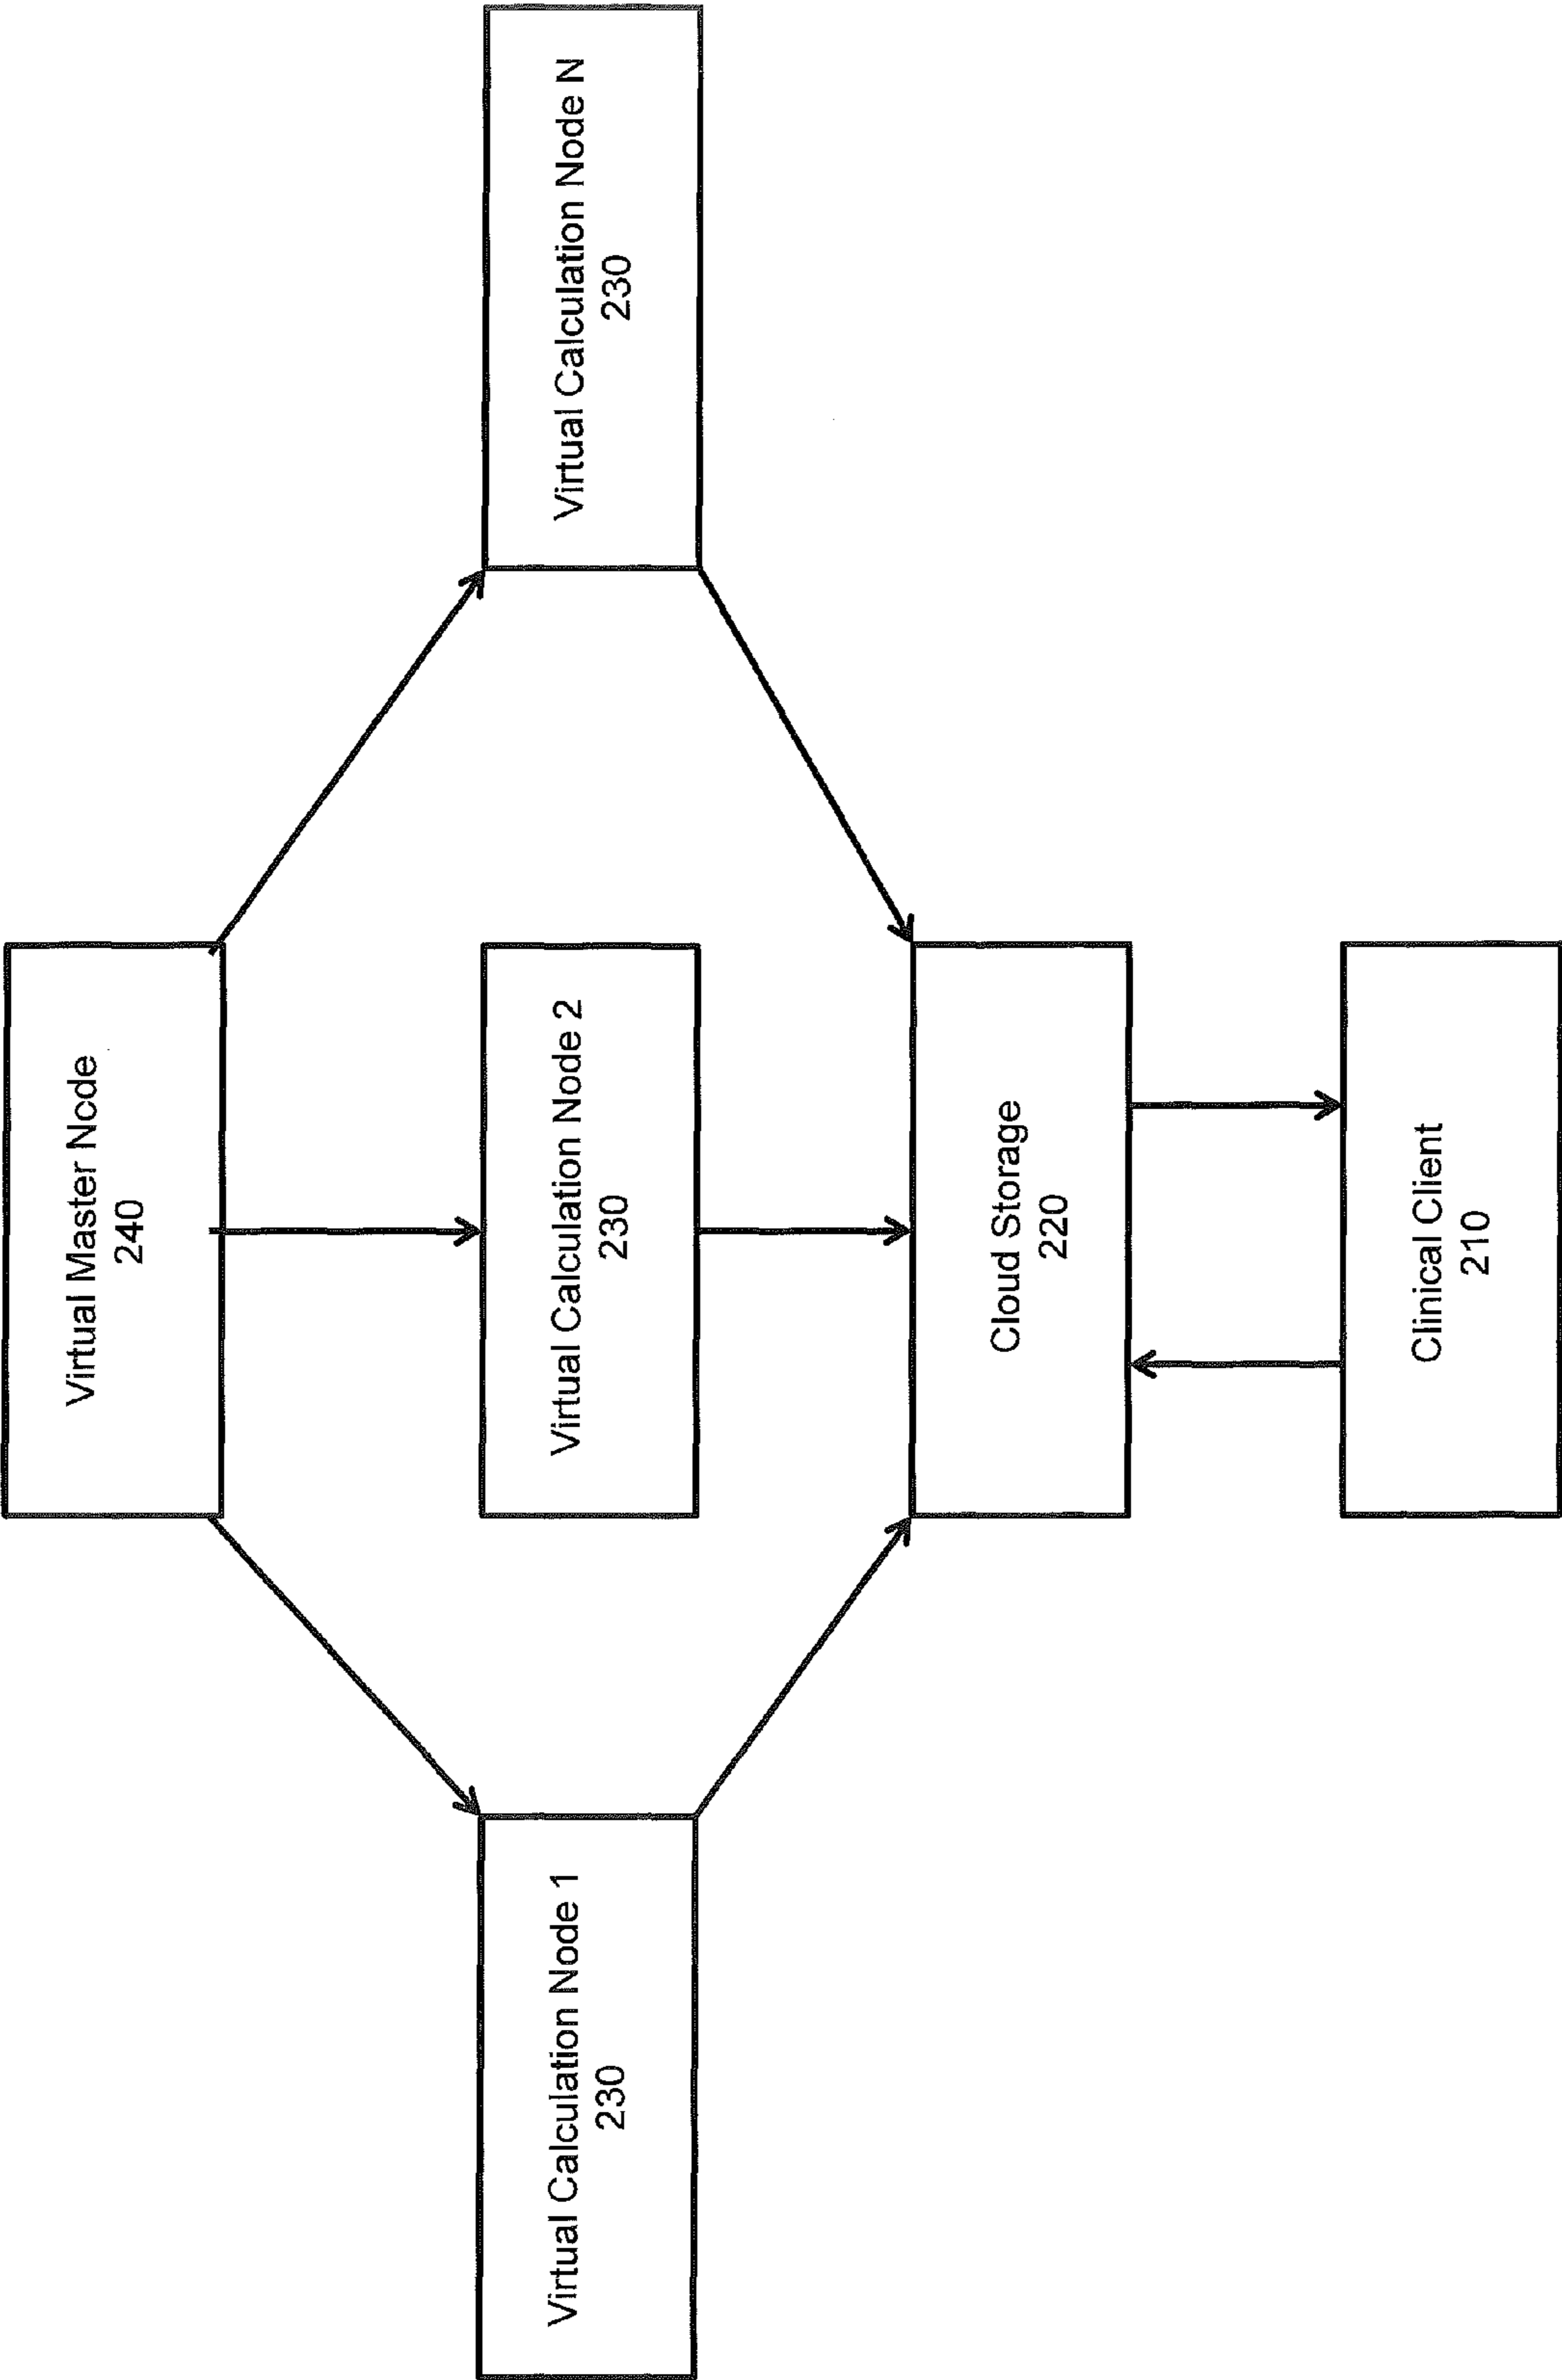 Virtual Master Node
240
Virtual Calculation Node 1
230
Virtual Calculation Node 2
230
Virtual Calculation Node N
230
Cloud Storage
220
Clinical Client
210